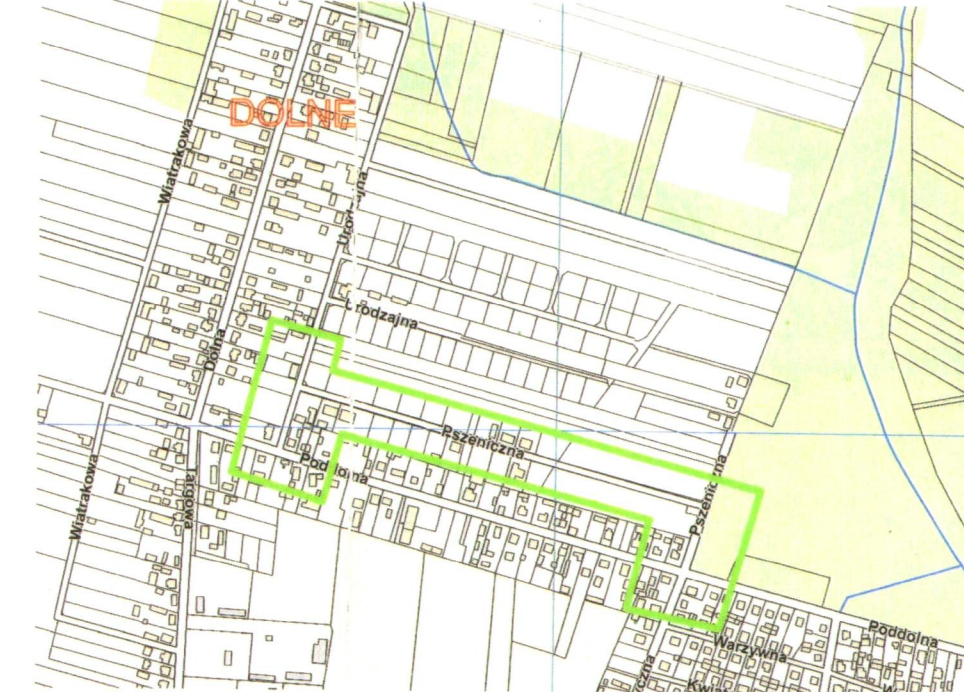 DOLNE
Wiatrakowa
Urodzajna
Urodzajna
Dolna
Pszeniczna
Poddolna
Wiatrakowa
Targowa
Pszeniczna
Poddolna
Warzywna